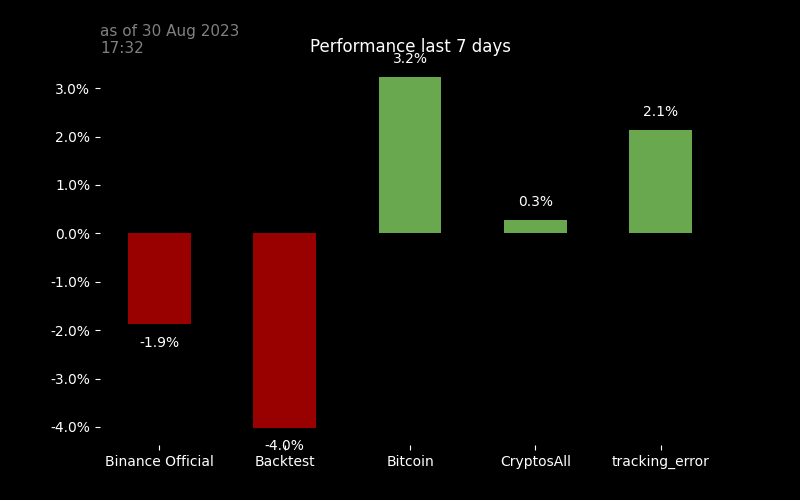 as of 30 Aug 2023
17:32
Performance last 7 days
3.2%
3.0%
2.1%
2.0%
1.0%
0.3%
0.0%
-1.0%
-2.0%
-1.9%
-3.0%
-4.0%
-4.0%
Binance Official
Backtest
Bitcoin
CryptosAll
tracking_error